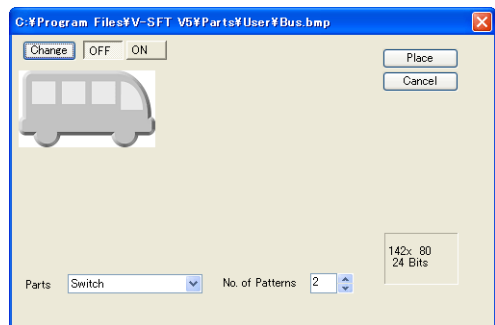 C:¥Program Files¥V-SFT V5¥Parts¥User¥Bus.bmp
Change OFF ON
Place
Cancel
142x 80
24 Bits
Parts Switch No. of Patterns 2